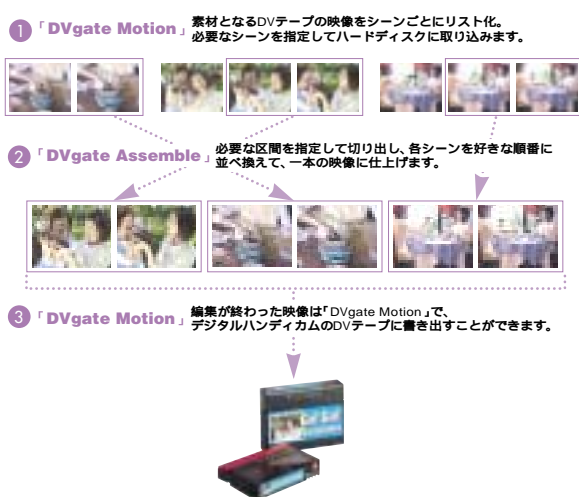 1 「DVgate Motion」 素材となるDVテープの映像をシーンごとにリスト化。
必要なシーンを指定してハードディスクに取り込みます。
2 「DVgate Assemble」 必要な区間を指定して切り出し、各シーンを好きな順番に
並べ換えて、一本の映像に仕上げます。
3 「DVgate Motion」 編集が終わった映像は「DVgate Motion」で、
デジタルハンディカムのDVテープに書き出すことができます。